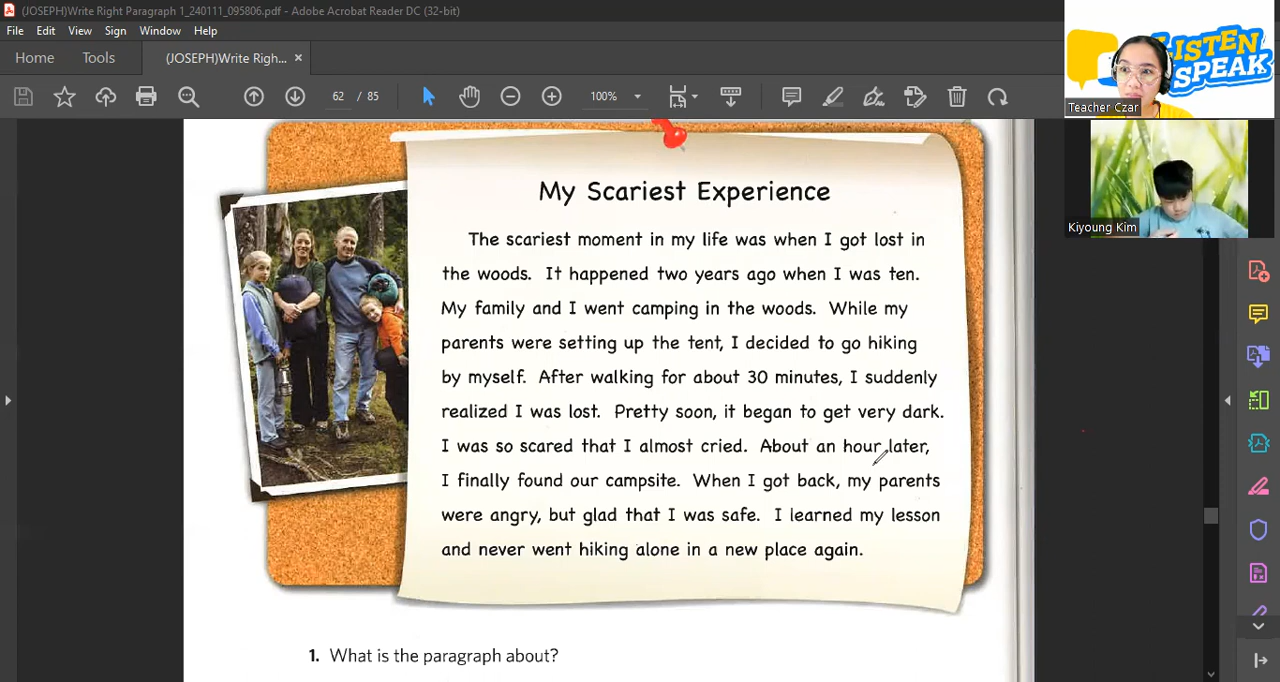 (JOSEPH)Write Right Paragraph 1_240111_095806.pdf - Adobe Acrobat Reader DC (32-bit)
File Edit View Sign Window Help
Home Tools (JOSEPH)Write Righ... ×
62 / 85 100%
LISTEN
SPEAK
Teacher Czar
Kiyoung Kim
My Scariest Experience
The scariest moment in my life was when I got lost in
the woods. It happened two years ago when I was ten.
My family and I went camping in the woods. While my
parents were setting up the tent, I decided to go hiking
by myself. After walking for about 30 minutes, I suddenly
realized I was lost. Pretty soon, it began to get very dark.
I was so scared that I almost cried. About an hour later,
I finally found our campsite. When I got back, my parents
were angry, but glad that I was safe. I learned my lesson
and never went hiking alone in a new place again.
1. What is the paragraph about?